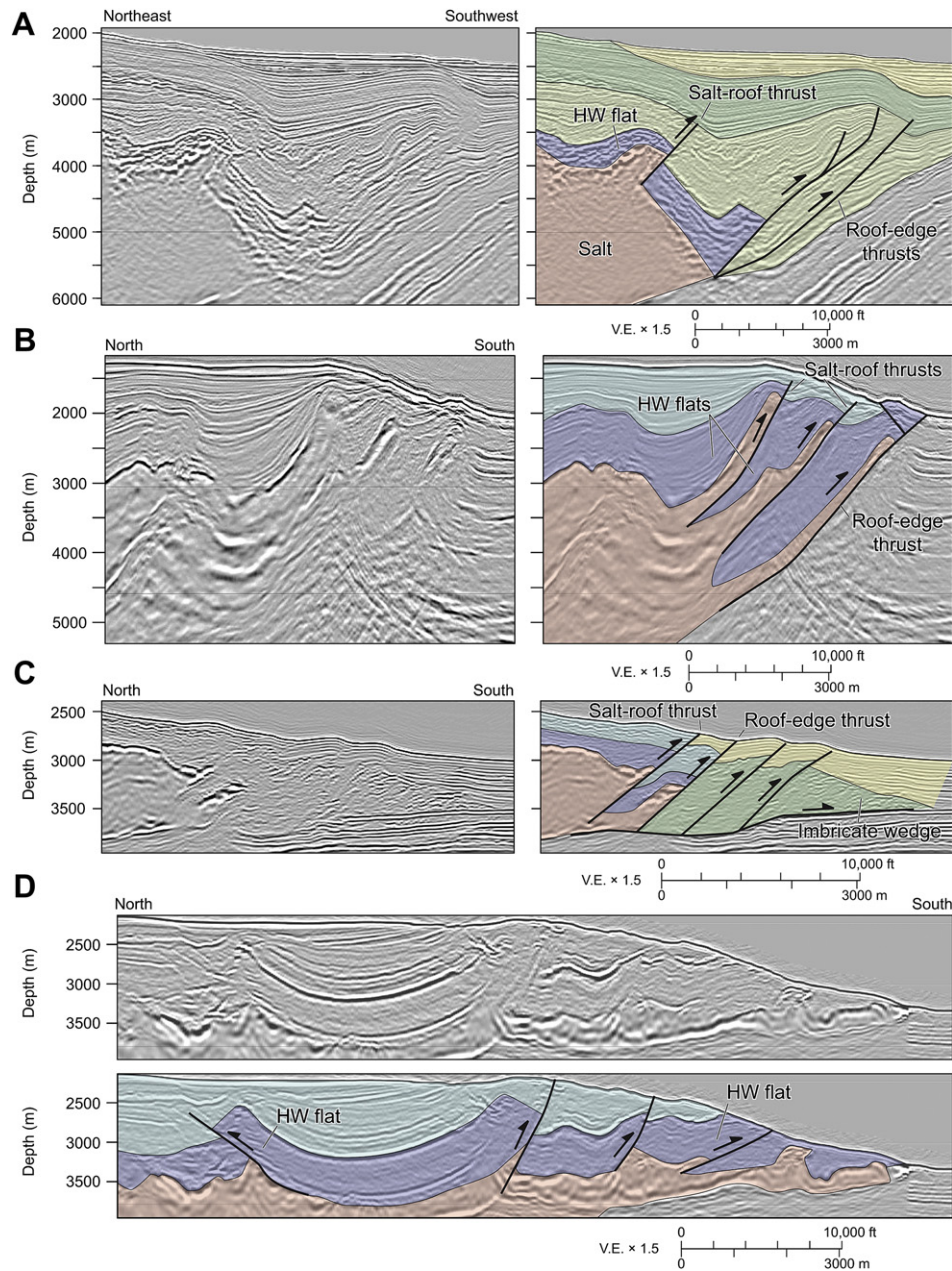 A
Northeast Southwest
2000
3000
4000
5000
6000
Depth (m)
Salt-roof thrust
HW flat
Salt
Roof-edge
thrusts
0 10,000 ft
V.E. × 1.5
0 3000 m
B
North South
2000
3000
4000
5000
Depth (m)
Salt-roof thrusts
HW flats
Roof-edge
thrust
0 10,000 ft
V.E. × 1.5
0 3000 m
C
North South
2500
3000
3500
Depth (m)
Salt-roof thrust
Roof-edge thrust
Imbricate wedge
0 10,000 ft
V.E. × 1.5
0 3000 m
D
North South
2500
3000
3500
Depth (m)
HW flat
HW flat
2500
3000
3500
Depth (m)
0 10,000 ft
V.E. × 1.5
0 3000 m